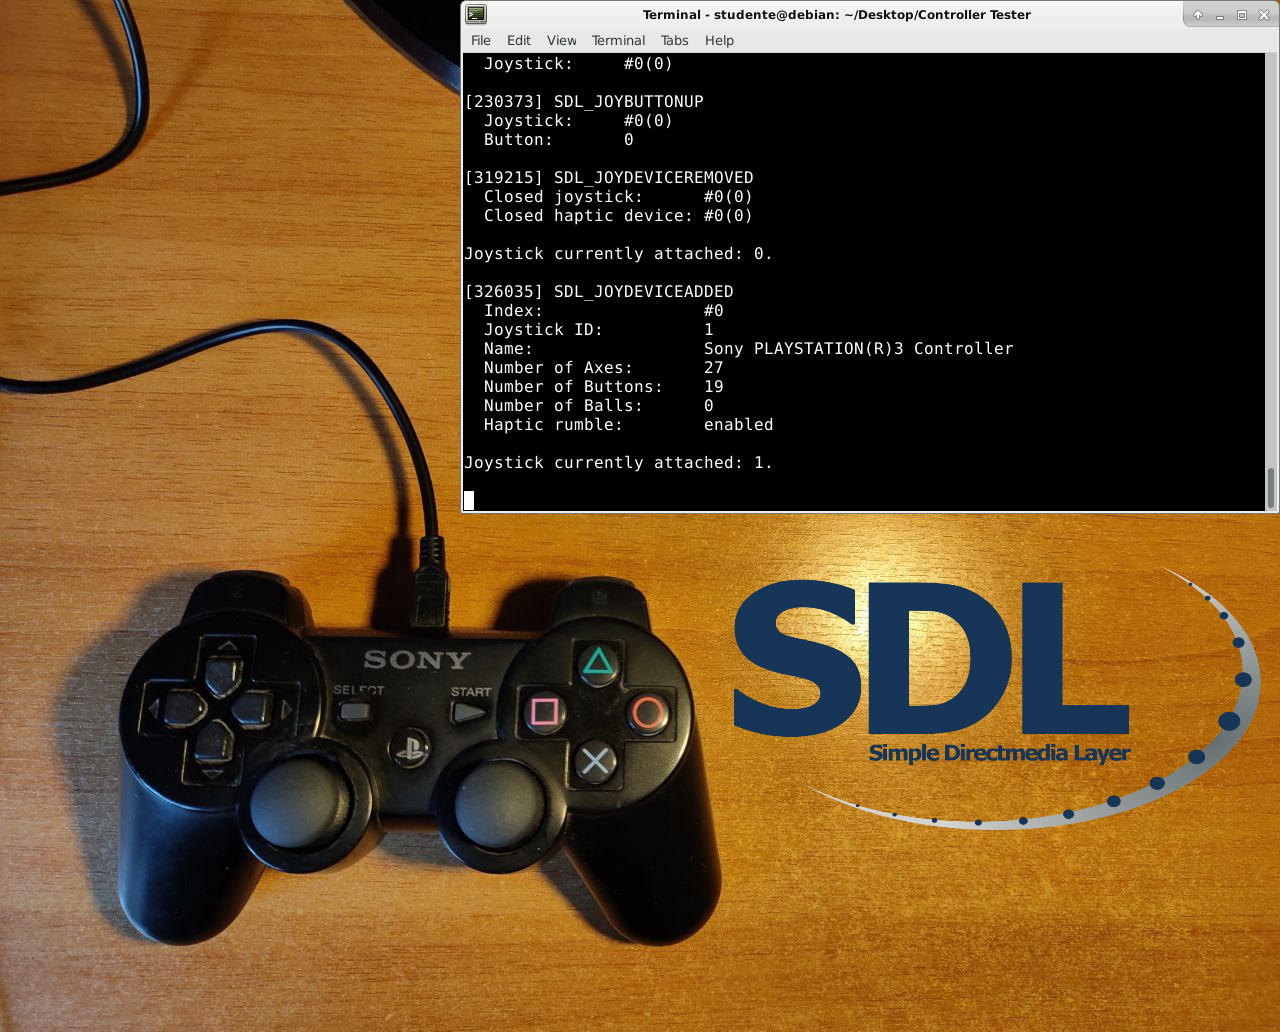 Terminal - studente@debian: ~/Desktop/Controller Tester
File Edit View Terminal Tabs Help
Joystick: #0(0)
[230373] SDL_JOYBUTTONUP
Joystick: #0(0)
Button: 0
[319215] SDL_JOYDEVICEREMOVED
Closed joystick: #0(0)
Closed haptic device: #0(0)
Joystick currently attached: 0.
[326035] SDL_JOYDEVICEADDED
Index: #0
Joystick ID: 1
Name: Sony PLAYSTATION(R)3 Controller
Number of Axes: 27
Number of Buttons: 19
Number of Balls: 0
Haptic rumble: enabled
Joystick currently attached: 1.
SONY
SELECT
START
SDL
Simple Directmedia Layer